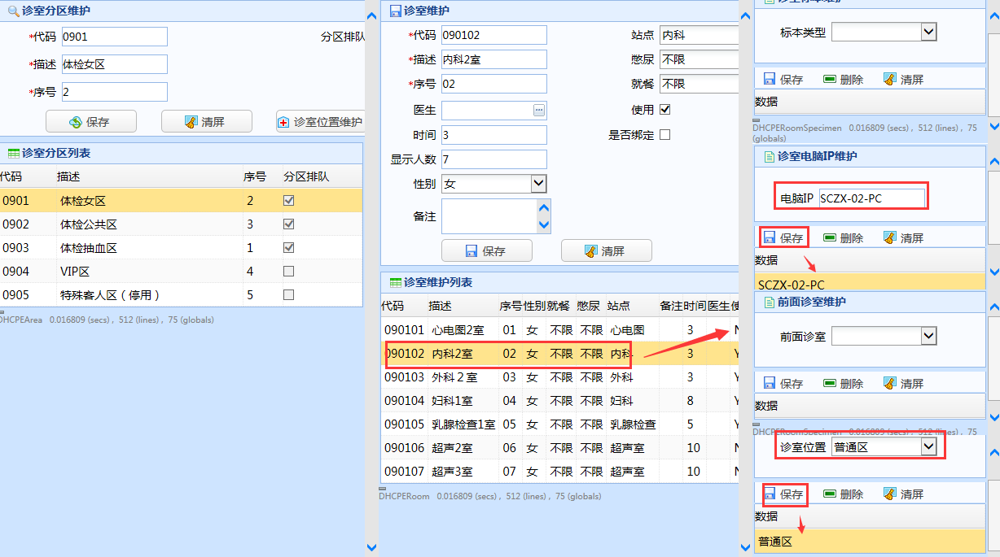 诊室分区维护
*代码 0901
分区排队
*描述 体检女区
*序号 2
保存 清屏 诊室位置维护
诊室分区列表
代码 描述 序号 分区排队
0901 体检女区 2
0902 体检公共区 3
0903 体检抽血区 1
0904 VIP区 4
0905 特殊客人区（停用） 5
DHCPEArea 0.016809 (secs) , 512 (lines) , 75 (globals)
诊室维护
*代码 090102 站点 内科
*描述 内科2室 憋尿 不限
*序号 02 就餐 不限
医生 使用
时间 3 是否绑定
显示人数 7
性别 女
备注
保存 清屏
诊室维护列表
代码 描述 序号 性别 就餐 憋尿 站点 备注 时间 医生 使
090101 心电图2室 01 女 不限 不限 心电图 3 N
090102 内科2室 02 女 不限 不限 内科 3 Y
090103 外科２室 03 女 不限 不限 外科 3 Y
090104 妇科1室 04 女 不限 不限 妇科 8 Y
090105 乳腺检查1室 05 女 不限 不限 乳腺检查 5 Y
090106 超声2室 06 女 不限 不限 超声室 10 N
090107 超声3室 07 女 不限 不限 超声室 10 N
DHCPERoom 0.016809 (secs) , 512 (lines) , 75 (globals)
标本类型
保存 删除 清屏
数据
DHCPERoomSpecimen 0.016809 (secs) , 512 (lines) , 75
(globals)
诊室电脑IP维护
电脑IP SCZX-02-PC
保存 删除 清屏
数据
SCZX-02-PC
前面诊室维护
前面诊室
保存 删除 清屏
数据
DHCPERoomSpecimen 0.016809 (secs) , 512 (lines) , 75
诊室位置 普通区
保存 删除 清屏
数据
普通区